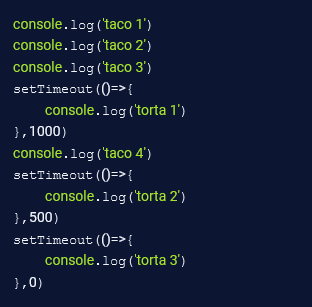 console.log('taco 1')
console.log('taco 2')
console.log('taco 3')
setTimeout(()=>{
    console.log('torta 1')
},1000)
console.log('taco 4')
setTimeout(()=>{
    console.log('torta 2')
},500)
setTimeout(()=>{
    console.log('torta 3')
},0)